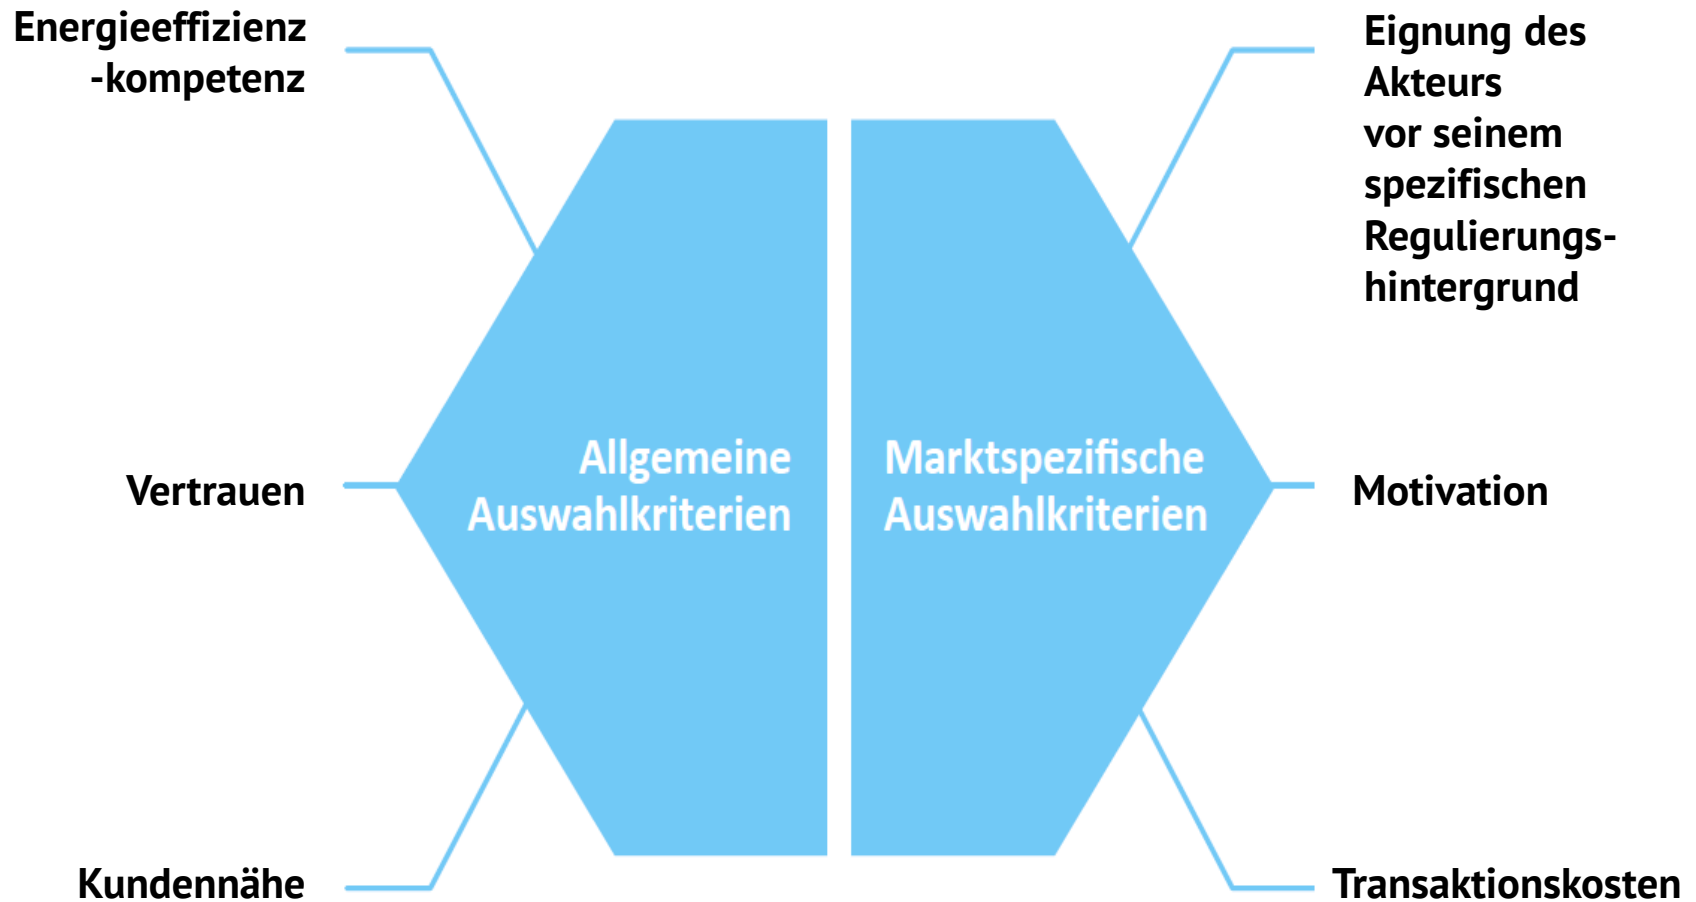 Energieeffizienz
-kompetenz
Vertrauen
Kundennähe
Allgemeine
Auswahlkriterien
Marktspezifische
Auswahlkriterien
Eignung des
Akteurs
vor seinem
spezifischen
Regulierungs-
hintergrund
Motivation
Transaktionskosten